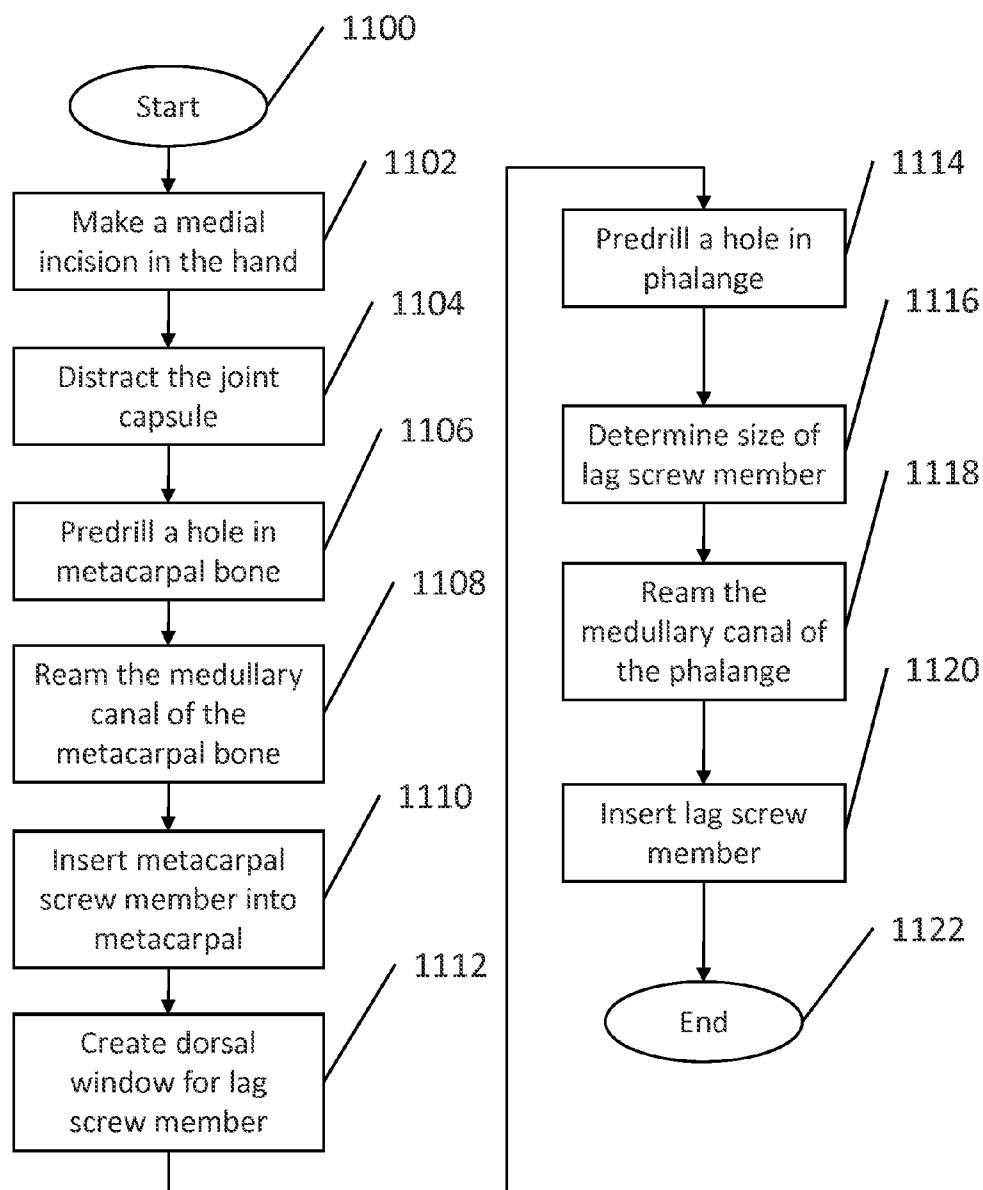 1100
Start
1102
Make a medial
incision in the hand
1104
Distract the joint
capsule
1106
Predrill a hole in
metacarpal bone
1108
Ream the medullary
canal of the
metacarpal bone
1110
Insert metacarpal
screw member into
metacarpal
1112
Create dorsal
window for lag
screw member
1114
Predrill a hole in
phalange
1116
Determine size of
lag screw member
1118
Ream the
medullary canal of
the phalange
1120
Insert lag screw
member
1122
End